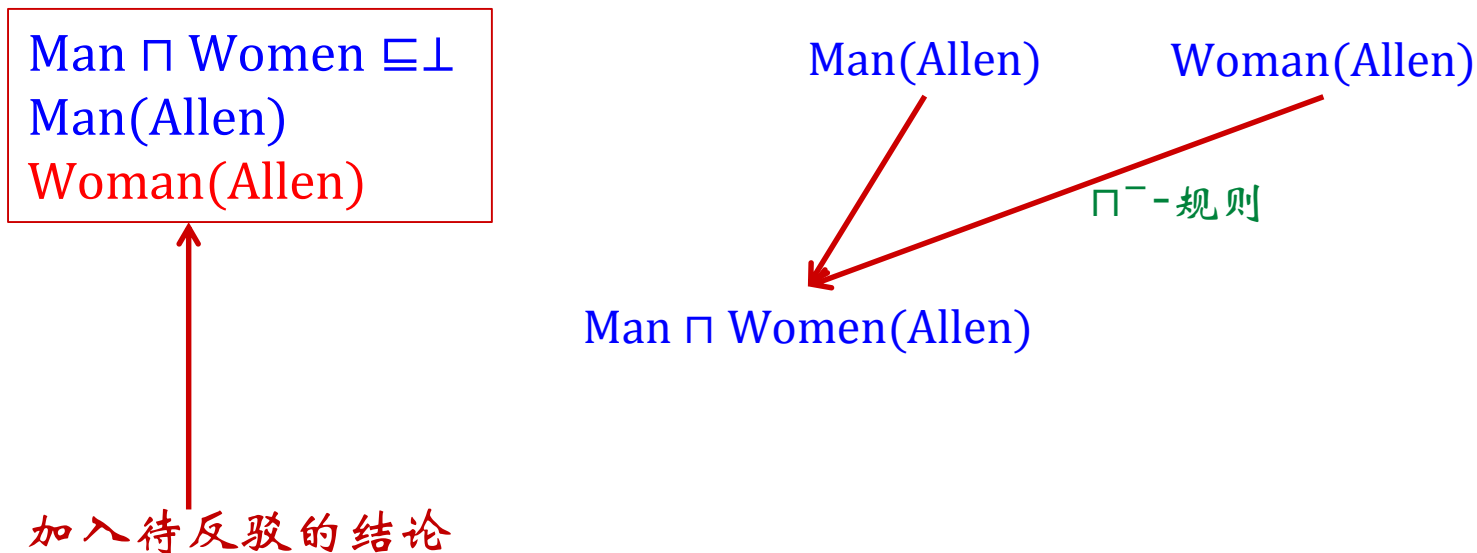 Man ⊓ Women ⊑⊥
Man(Allen)
Woman(Allen)
加入待反驳的结论
Man(Allen)
Woman(Allen)
⊓⁻-规则
Man ⊓ Women(Allen)